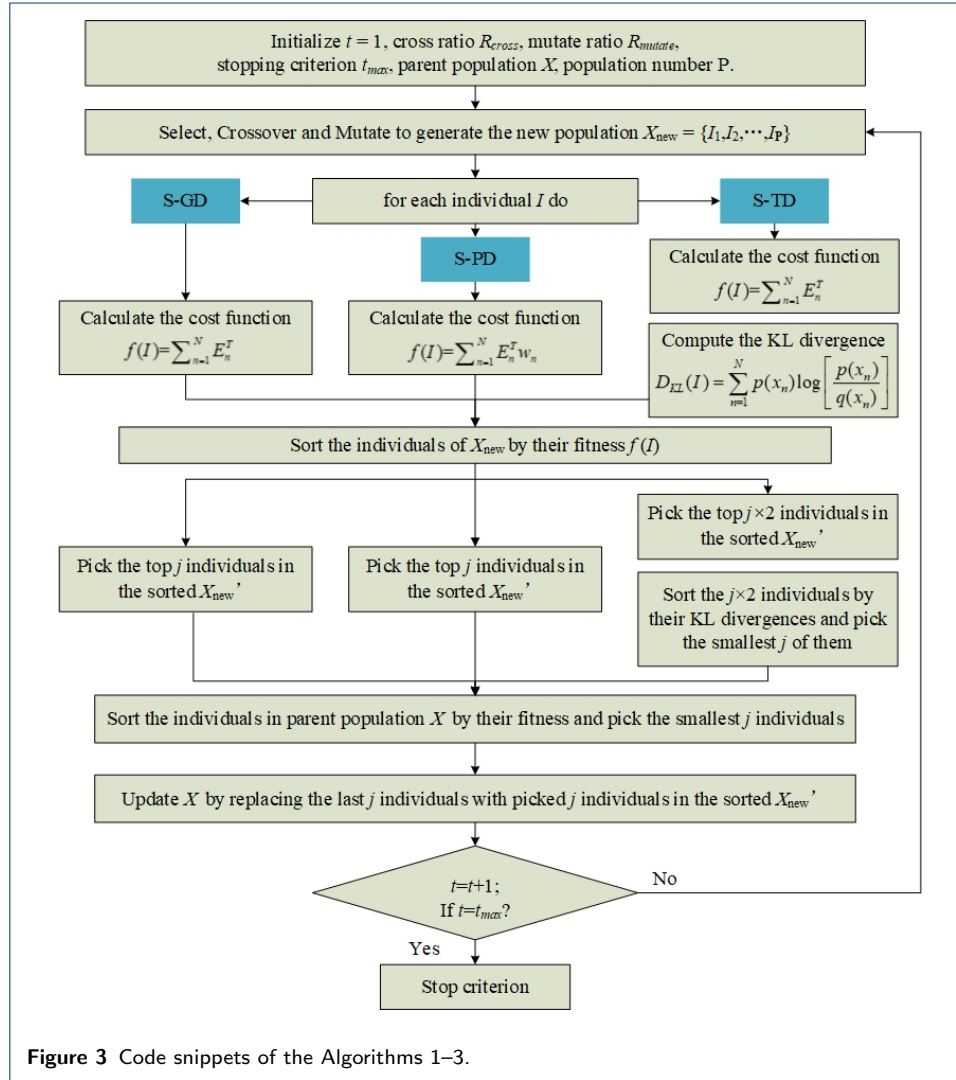 Initialize t = 1, cross ratio R_cross, mutate ratio R_mutate,
stopping criterion t_max, parent population X, population number P.
Select, Crossover and Mutate to generate the new population X_new = {I_1,I_2,⋯,I_P}
S-GD
for each individual I do
S-TD
S-PD
Calculate the cost function
f(I)=∑_{n=1}^{N} E_n^T
Calculate the cost function
f(I)=∑_{n=1}^{N} E_n^T
Calculate the cost function
f(I)=∑_{n=1}^{N} E_n^T w_n
Compute the KL divergence
D_KL(I) = ∑_{n=1}^{N} p(x_n) log[p(x_n)/q(x_n)]
Sort the individuals of X_new by their fitness f (I)
Pick the top j individuals in
the sorted X_new'
Pick the top j individuals in
the sorted X_new'
Pick the top j×2 individuals in
the sorted X_new'
Sort the j×2 individuals by
their KL divergences and pick
the smallest j of them
Sort the individuals in parent population X by their fitness and pick the smallest j individuals
Update X by replacing the last j individuals with picked j individuals in the sorted X_new'
t=t+1;
If t=t_max?
No
Yes
Stop criterion
Figure 3 Code snippets of the Algorithms 1–3.